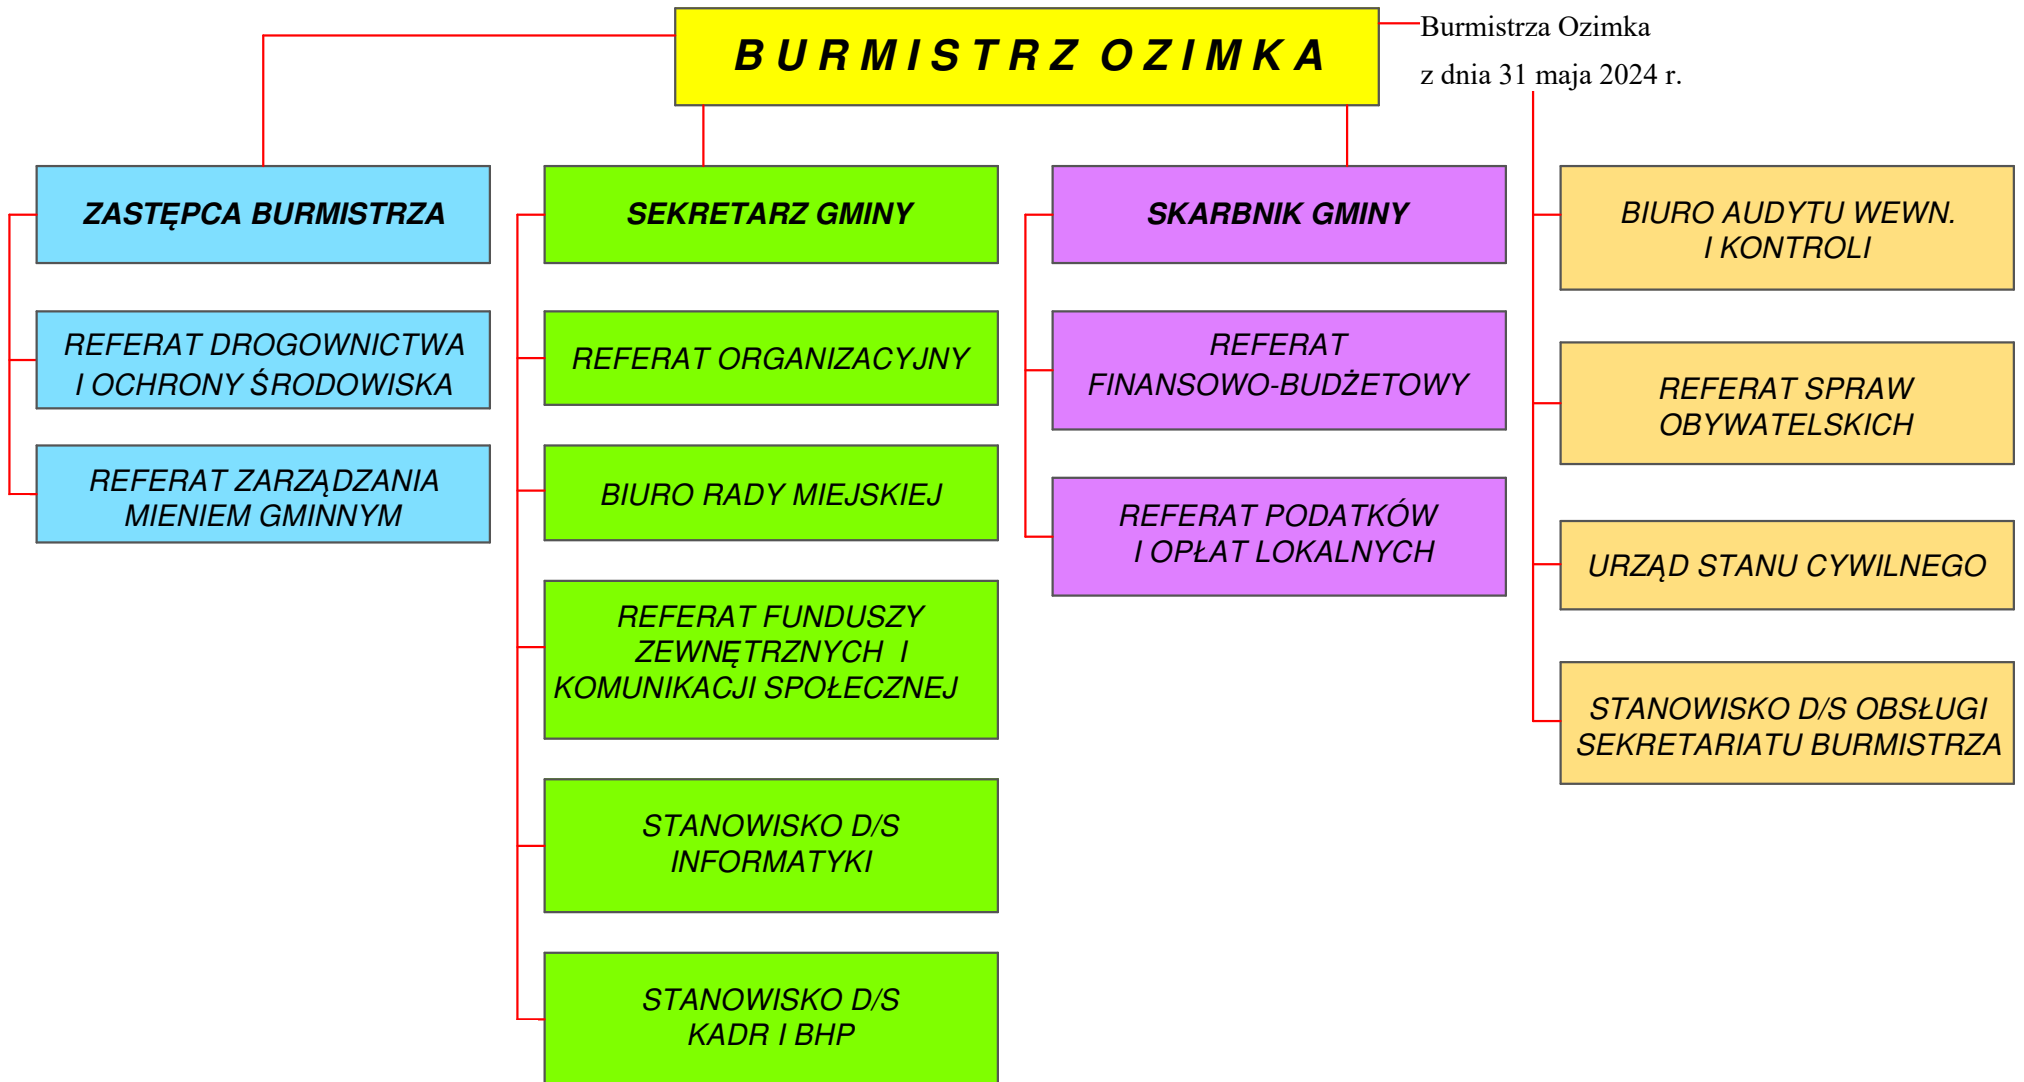 B U R M I S T R Z  O Z I M K A
Burmistrza Ozimka
z dnia 31 maja 2024 r.
ZASTĘPCA BURMISTRZA
REFERAT DROGOWNICTWA
I OCHRONY ŚRODOWISKA
REFERAT ZARZĄDZANIA
MIENIEM GMINNYM
SEKRETARZ GMINY
REFERAT ORGANIZACYJNY
BIURO RADY MIEJSKIEJ
REFERAT FUNDUSZY
ZEWNĘTRZNYCH I
KOMUNIKACJI SPOŁECZNEJ
STANOWISKO D/S
INFORMATYKI
STANOWISKO D/S
KADR I BHP
SKARBNIK GMINY
REFERAT
FINANSOWO-BUDŻETOWY
REFERAT PODATKÓW
I OPŁAT LOKALNYCH
BIURO AUDYTU WEWN.
I KONTROLI
REFERAT SPRAW
OBYWATELSKICH
URZĄD STANU CYWILNEGO
STANOWISKO D/S OBSŁUGI
SEKRETARIATU BURMISTRZA